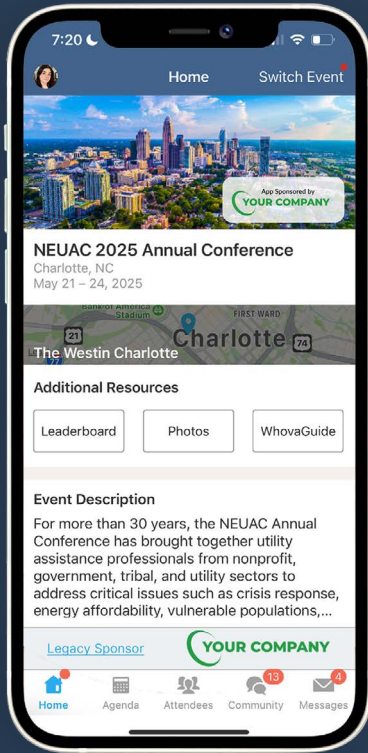 7:20
Home
Switch Event
App Sponsored by
YOUR COMPANY
NEUAC 2025 Annual Conference
Charlotte, NC
May 21 – 24, 2025
Bank of America
Stadium
FIRST WARD
21
Charlotte
74
The Westin Charlotte
77
Additional Resources
Leaderboard
Photos
WhovaGuide
Event Description
For more than 30 years, the NEUAC Annual
Conference has brought together utility
assistance professionals from nonprofit,
government, tribal, and utility sectors to
address critical issues such as crisis response,
energy affordability, vulnerable populations,...
Legacy Sponsor
YOUR COMPANY
13
4
Home
Agenda
Attendees
Community
Messages